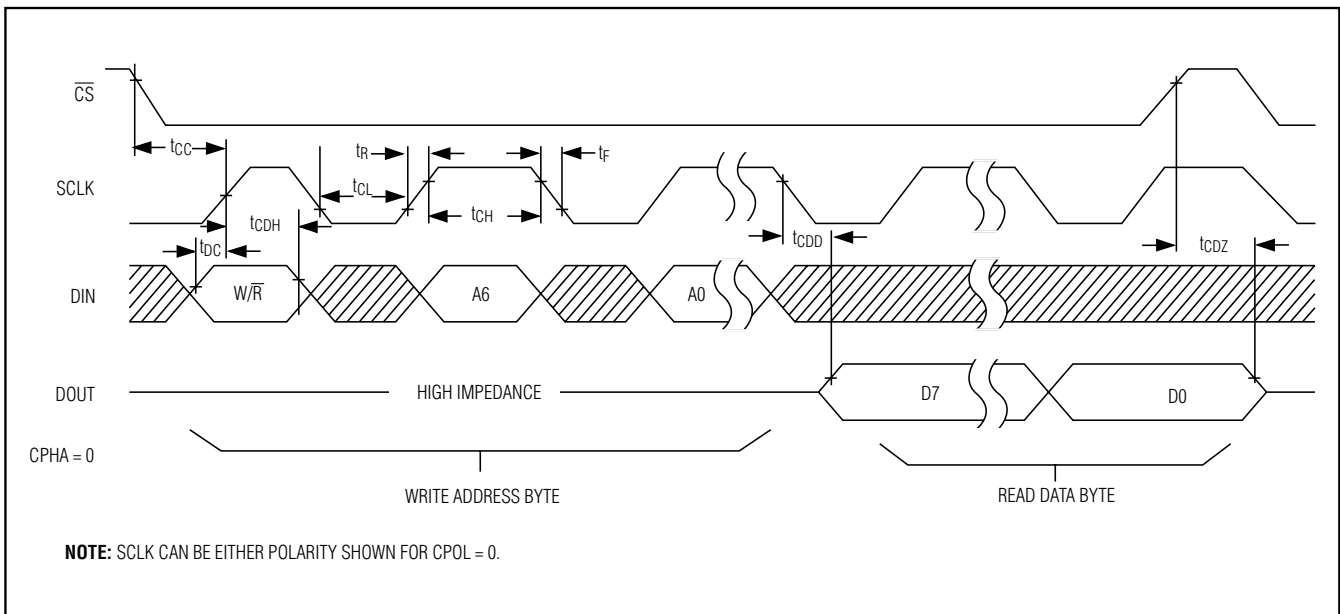 C̅S̅
tCC
tR
tF
SCLK
tCL
tCH
tCDH
tCDD
tCDZ
tDC
DIN
W/R̅
A6
A0
DOUT
HIGH IMPEDANCE
D7
D0
CPHA = 0
WRITE ADDRESS BYTE
READ DATA BYTE
NOTE: SCLK CAN BE EITHER POLARITY SHOWN FOR CPOL = 0.